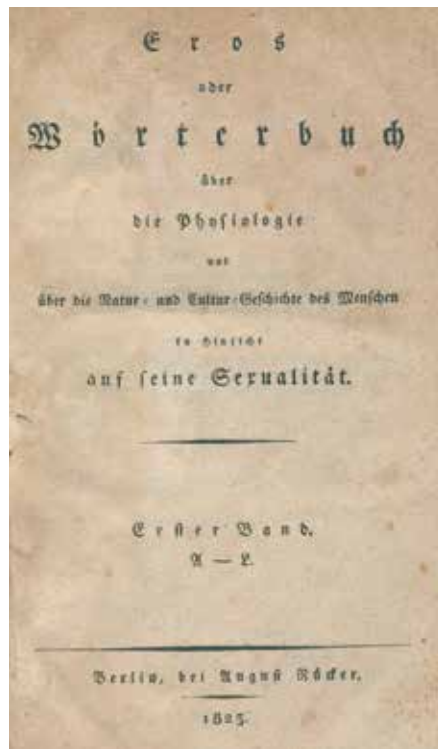 Eros
oder
Wörterbuch
über
die Physiologie
und
über die Natur- und Cultur-Geschichte des Menschen
in Hinsicht
auf seine Sexualität.
Erster Band.
A — L.
Berlin, bei August Rücker.
1823.